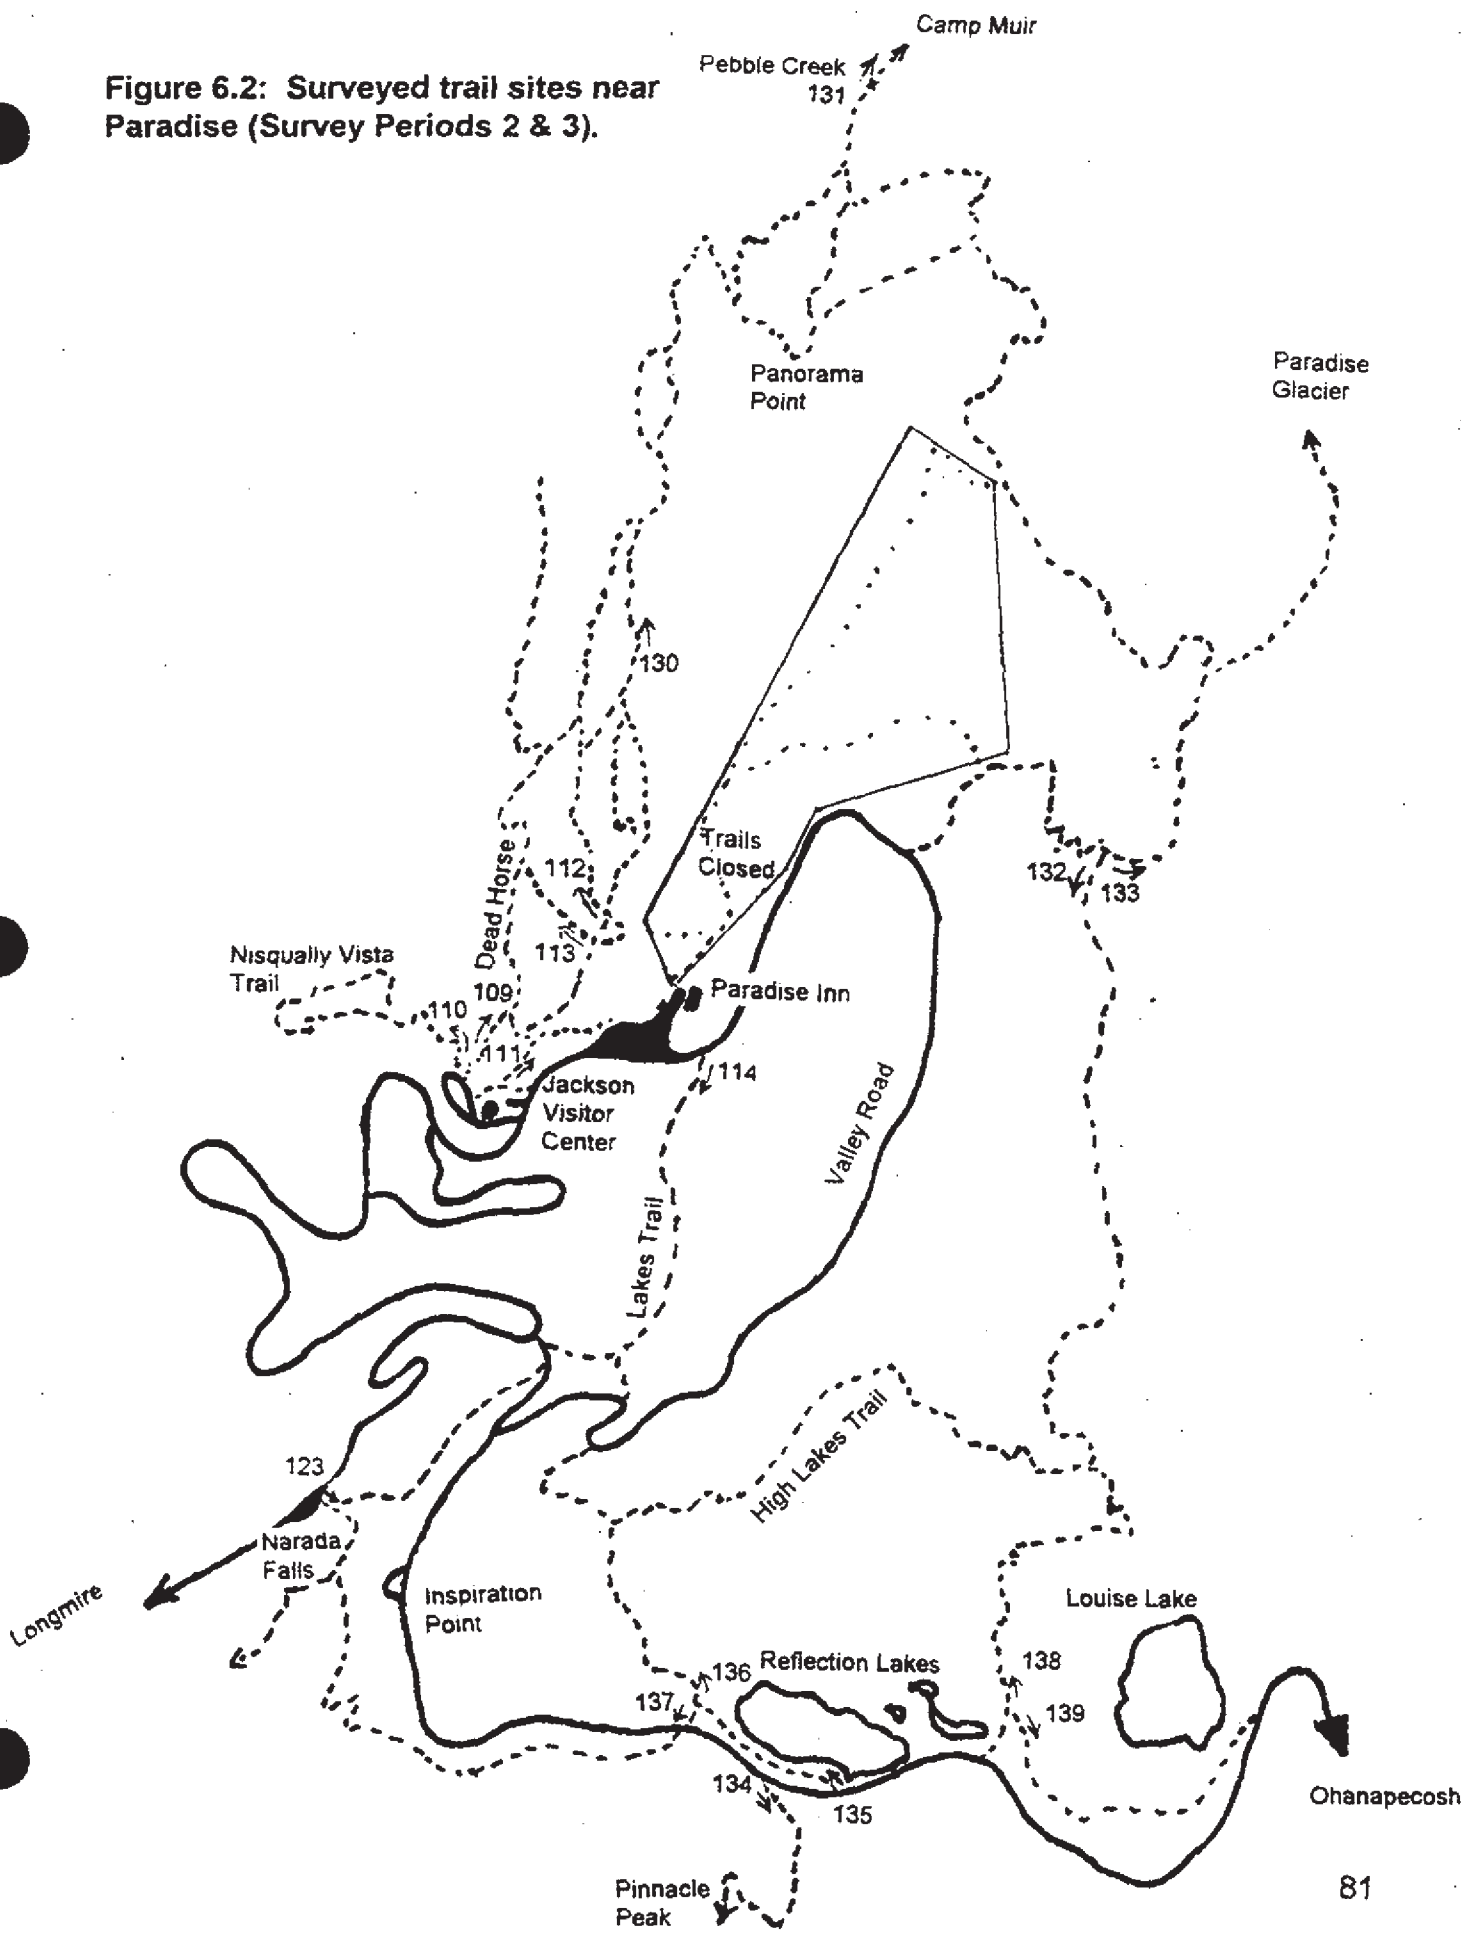 Camp Muir
Pebble Creek
131
Figure 6.2: Surveyed trail sites near
Paradise (Survey Periods 2 & 3).
Panorama
Point
Paradise
Glacier
130
Trails
Closed
112
132
133
Dead Horse
113
Nisqually Vista
Trail
109
110
Paradise Inn
111
114
Jackson
Visitor
Center
Valley Road
Lakes Trail
High Lakes Trail
123
Narada
Falls
Longmire
Inspiration
Point
Louise Lake
136
Reflection Lakes
138
137
139
134
135
Ohanapecosh
Pinnacle
Peak
81